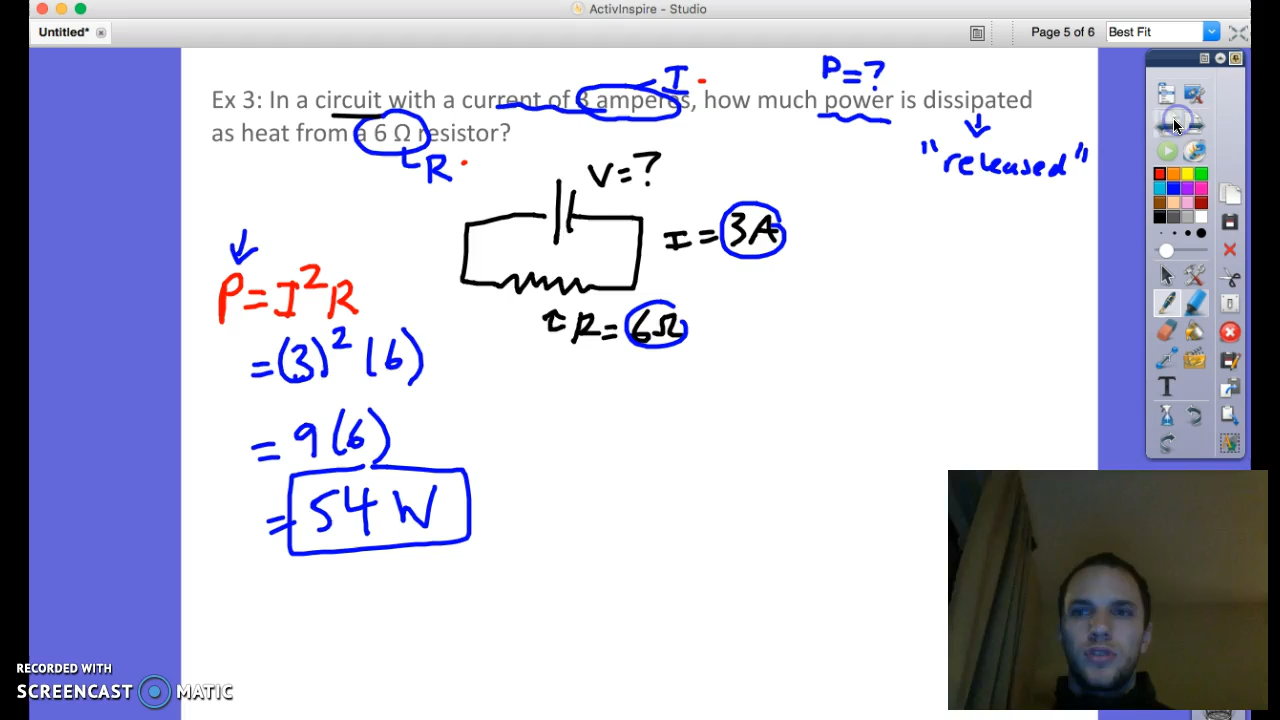 ActivInspire - Studio
Untitled*
Page 5 of 6
Best Fit
P=?
I
Ex 3: In a circuit with a current of 3 amperes, how much power is dissipated
as heat from a 6 Ω resistor?
R
"released"
V=?
I = 3A
P=I²R
R= 6Ω
=(3)²(6)
= 9(6)
= 54 W
T
RECORDED WITH
SCREENCAST MATIC